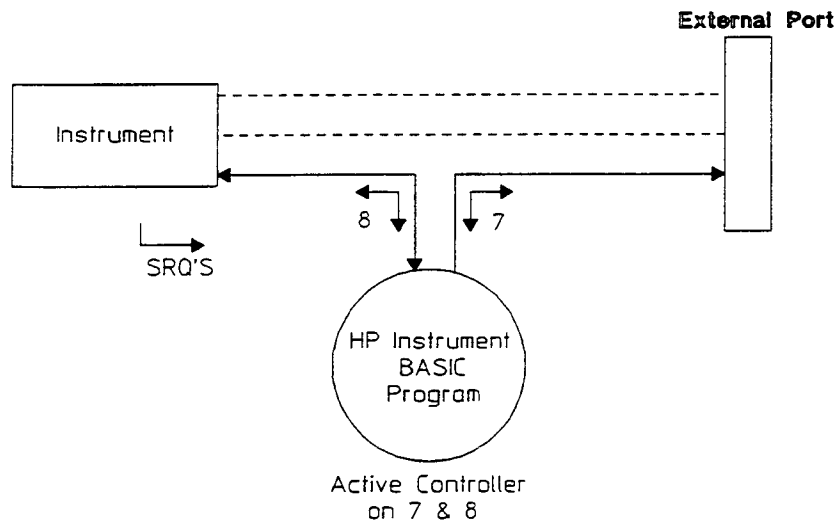 External Port
Instrument
8
7
SRQ'S
HP Instrument
BASIC
Program
Active Controller
on 7 & 8